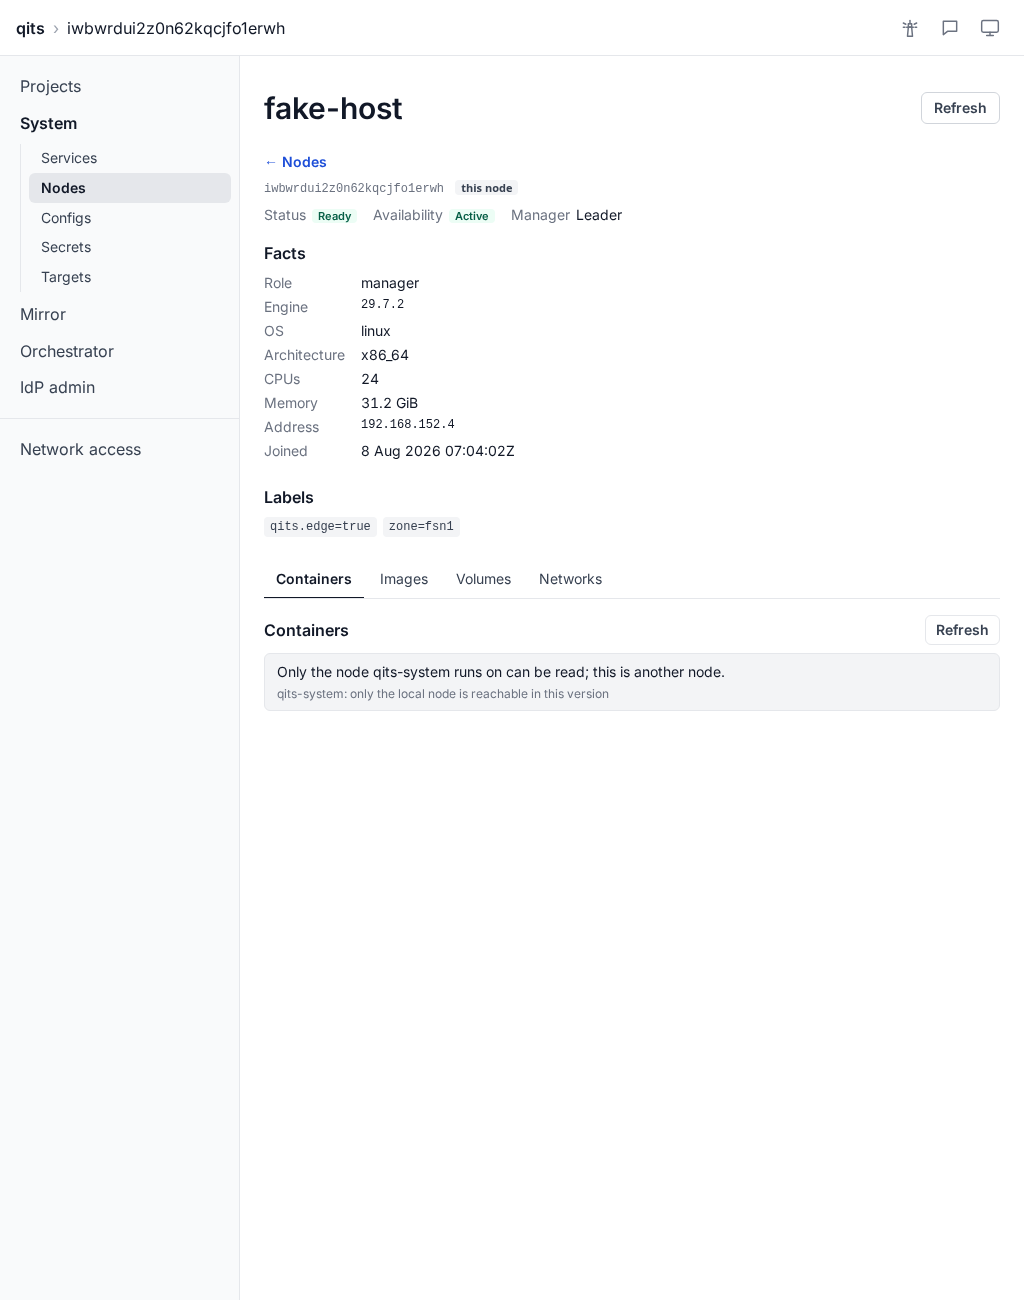 qits › iwbwrdui2z0n62kqcjfo1erwh
Projects
System
Services
Nodes
Configs
Secrets
Targets
Mirror
Orchestrator
IdP admin
Network access
fake-host
Refresh
← Nodes
iwbwrdui2z0n62kqcjfo1erwh this node
Status Ready Availability Active Manager Leader
Facts
Role manager
Engine 29.7.2
OS linux
Architecture x86_64
CPUs 24
Memory 31.2 GiB
Address 192.168.152.4
Joined 8 Aug 2026 07:04:02Z
Labels
qits.edge=true zone=fsn1
Containers Images Volumes Networks
Containers
Refresh
Only the node qits-system runs on can be read; this is another node.
qits-system: only the local node is reachable in this version